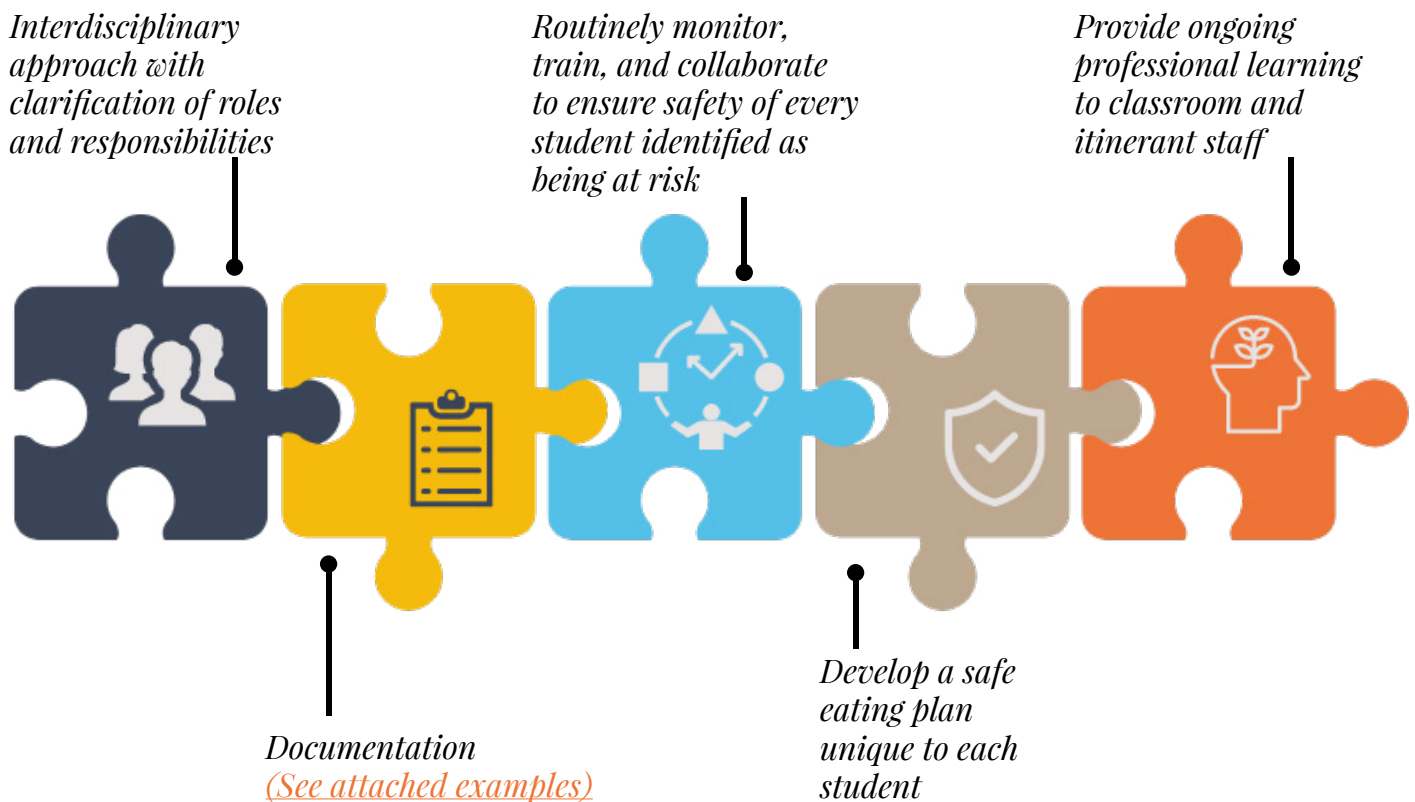 Interdisciplinary
approach with
clarification of roles
and responsibilities
Routinely monitor,
train, and collaborate
to ensure safety of every
student identified as
being at risk
Provide ongoing
professional learning
to classroom and
itinerant staff
Documentation
(See attached examples)
Develop a safe
eating plan
unique to each
student